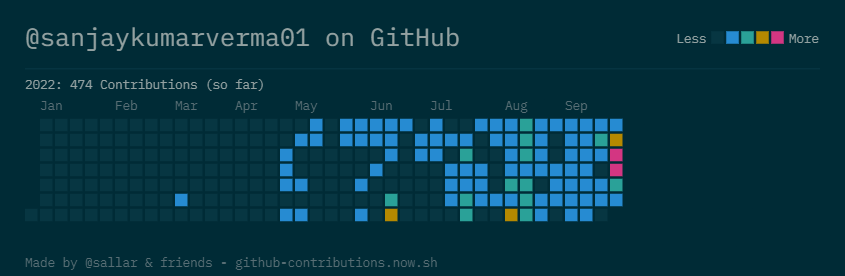 @sanjaykumarverma01 on GitHub
Less More
2022: 474 Contributions (so far)
Jan Feb Mar Apr May Jun Jul Aug Sep
Made by @sallar & friends - github-contributions.now.sh